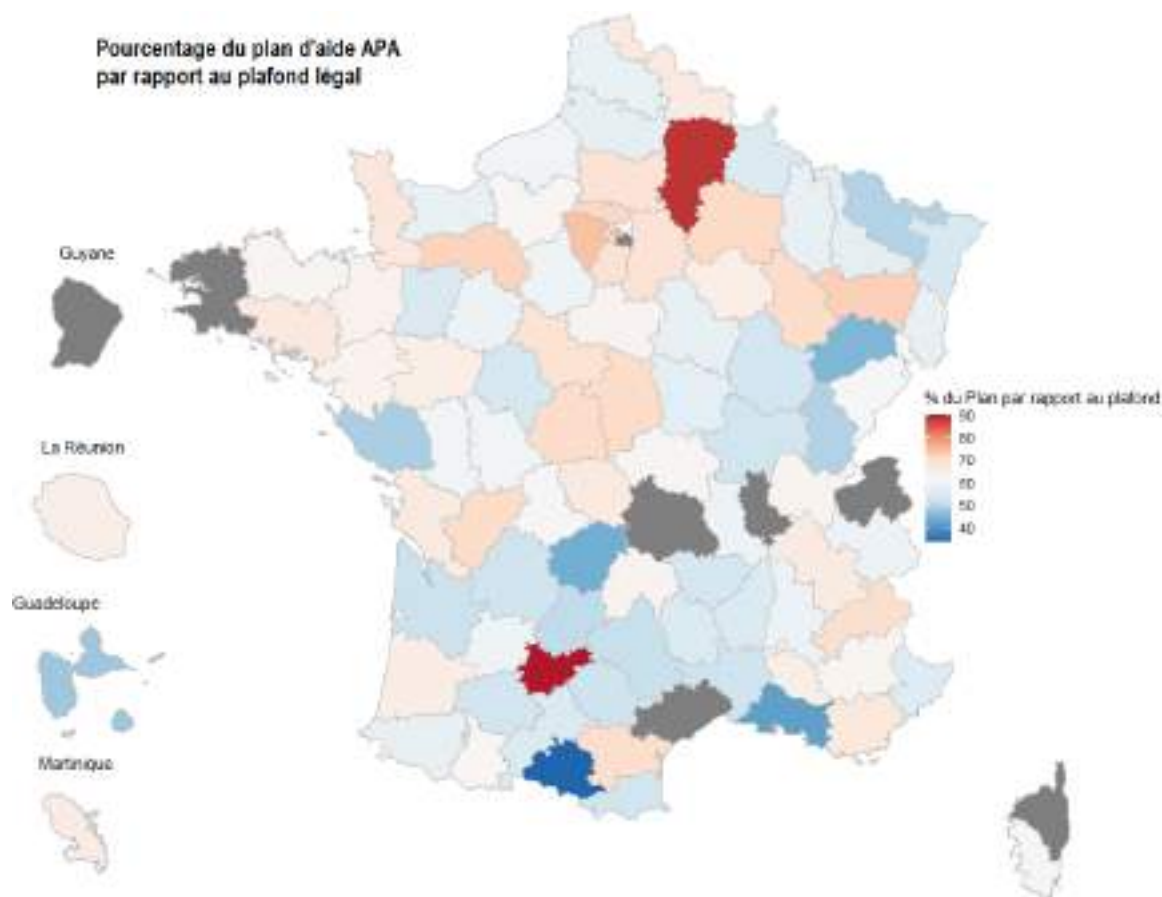 Pourcentage du plan d'aide APA
par rapport au plafond légal
Guyane
La Réunion
Guadeloupe
Martinique
% du Plan par rapport au plafond
90
80
70
60
50
40